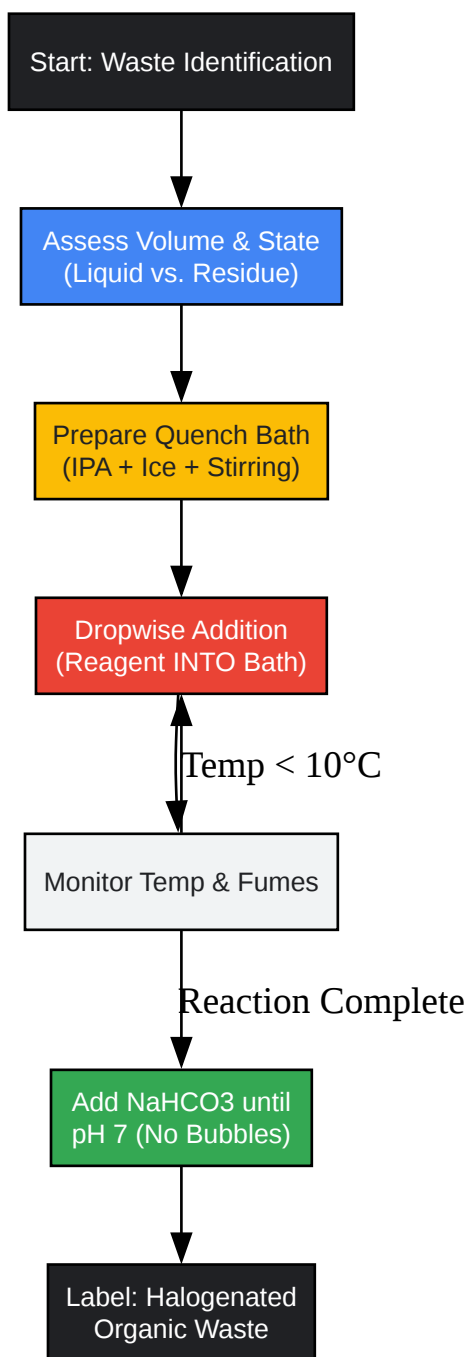 Start: Waste Identification
Assess Volume & State
(Liquid vs. Residue)
Prepare Quench Bath
(IPA + Ice + Stirring)
Dropwise Addition
(Reagent INTO Bath)
Temp < 10°C
Monitor Temp & Fumes
Reaction Complete
Add NaHCO3 until
pH 7 (No Bubbles)
Label: Halogenated
Organic Waste